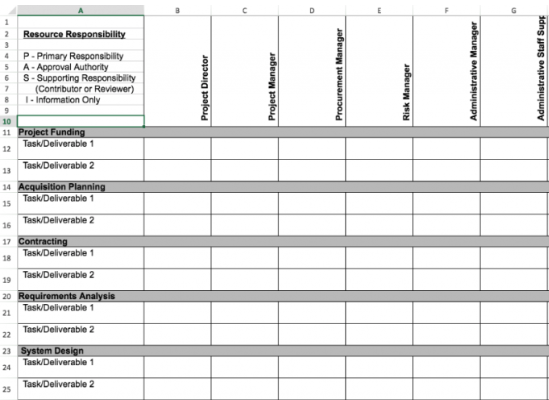 A B C D E F G
1
2 Resource Responsibility
3
4 P - Primary Responsibility
5 A - Approval Authority
6 S - Supporting Responsibility
7 (Contributor or Reviewer)
8 I - Information Only
9
10
Project Director
Project Manager
Procurement Manager
Risk Manager
Administrative Manager
Administrative Staff Supp
11 Project Funding
12 Task/Deliverable 1
13 Task/Deliverable 2
14 Acquisition Planning
15 Task/Deliverable 1
16 Task/Deliverable 2
17 Contracting
18 Task/Deliverable 1
19 Task/Deliverable 2
20 Requirements Analysis
21 Task/Deliverable 1
22 Task/Deliverable 2
23 System Design
24 Task/Deliverable 1
25 Task/Deliverable 2